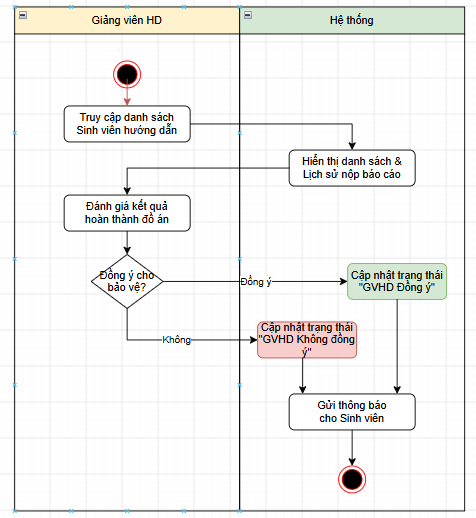 Giảng viên HD
Hệ thống
Truy cập danh sách
Sinh viên hướng dẫn
Hiển thị danh sách &
Lịch sử nộp báo cáo
Đánh giá kết quả
hoàn thành đồ án
Đồng ý cho
bảo vệ?
Đồng ý
Cập nhật trạng thái
"GVHD Đồng ý"
Không
Cập nhật trạng thái
"GVHD Không đồng
ý"
Gửi thông báo
cho Sinh viên